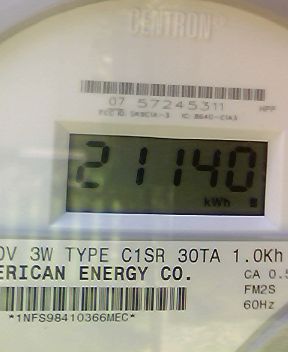 CENTRON®
07 57245311
21140
kWh
0V 3W TYPE C1SR 30TA 1.0Kh
ERICAN ENERGY CO.
CA 0.5
FM2S
60Hz
*1NFS98410366MEC*